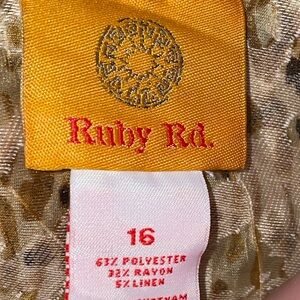 Ruby Rd.
16
63% POLYESTER
32% RAYON
5% LINEN